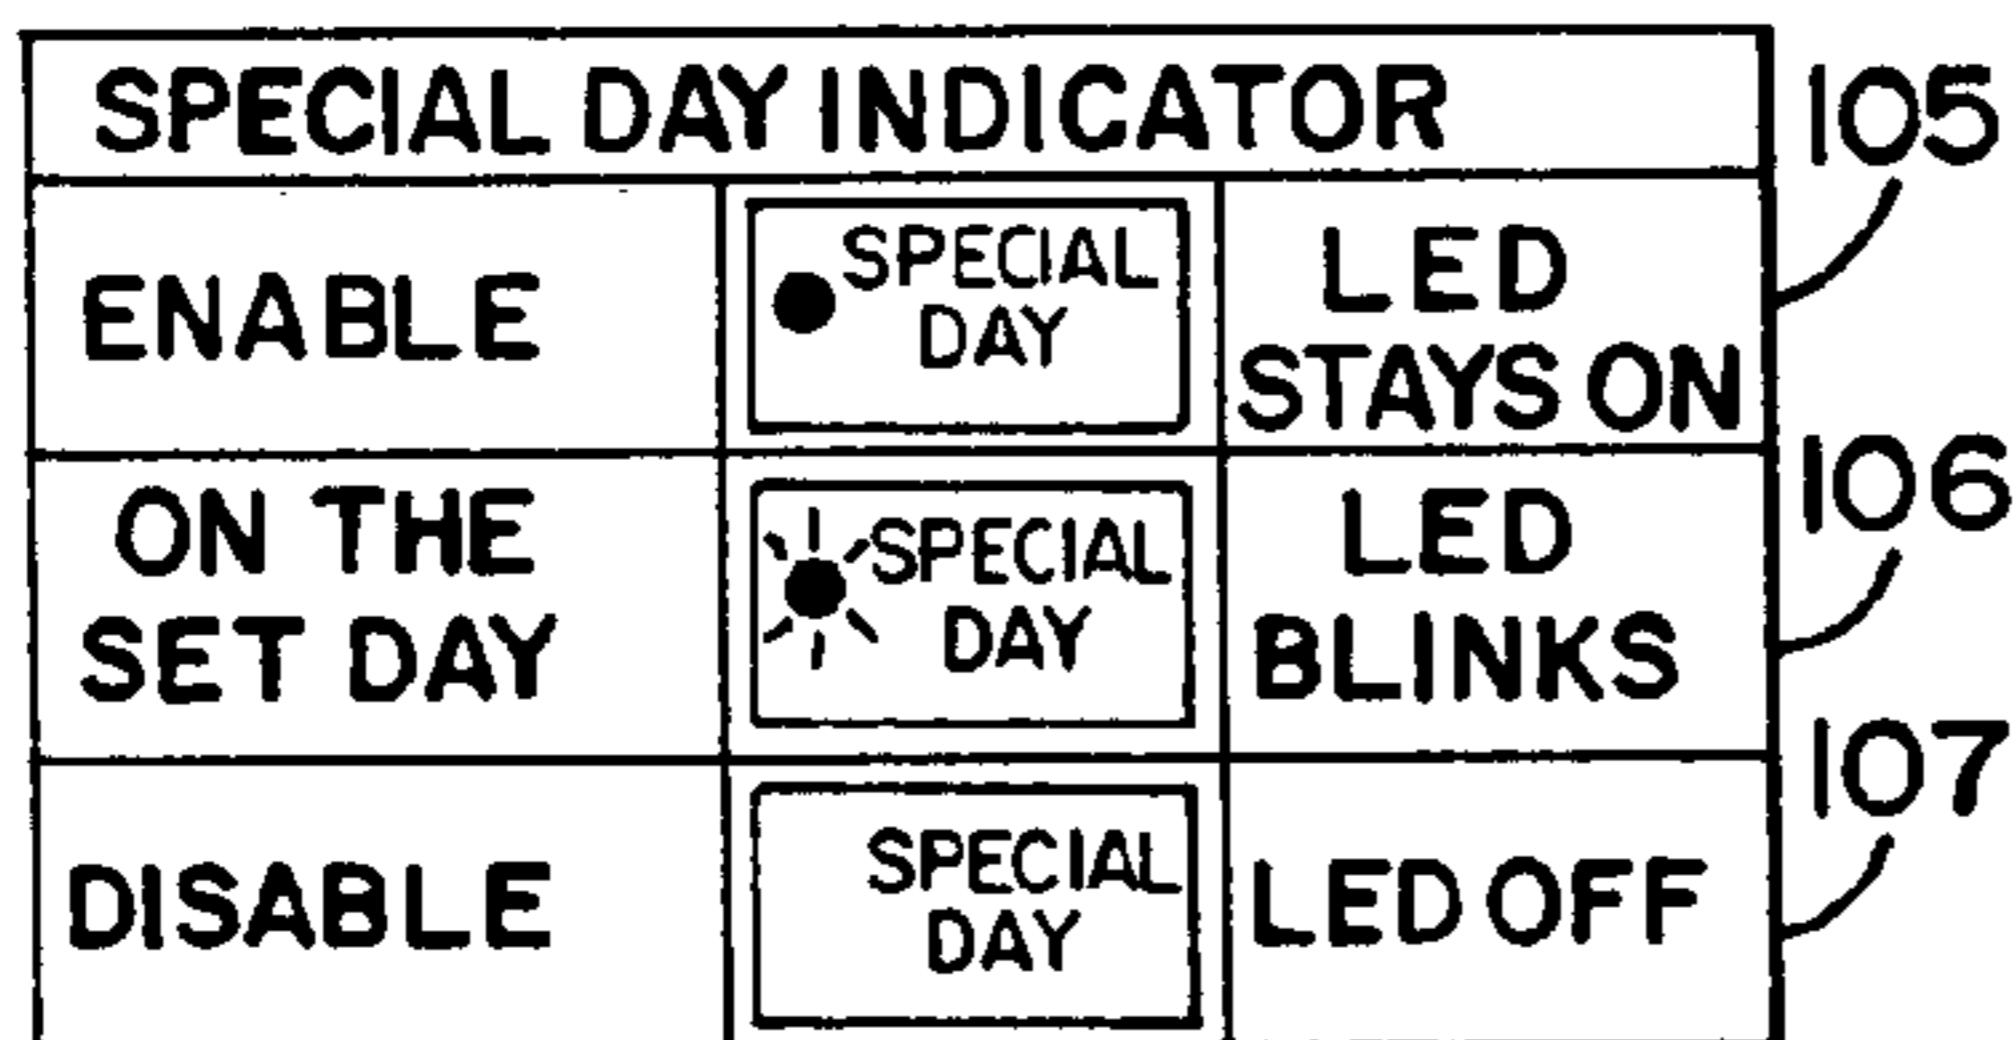 SPECIAL DAY INDICATOR
105
ENABLE
SPECIAL
DAY
LED
STAYS ON
106
ON THE
SET DAY
SPECIAL
DAY
LED
BLINKS
107
DISABLE
SPECIAL
DAY
LED OFF